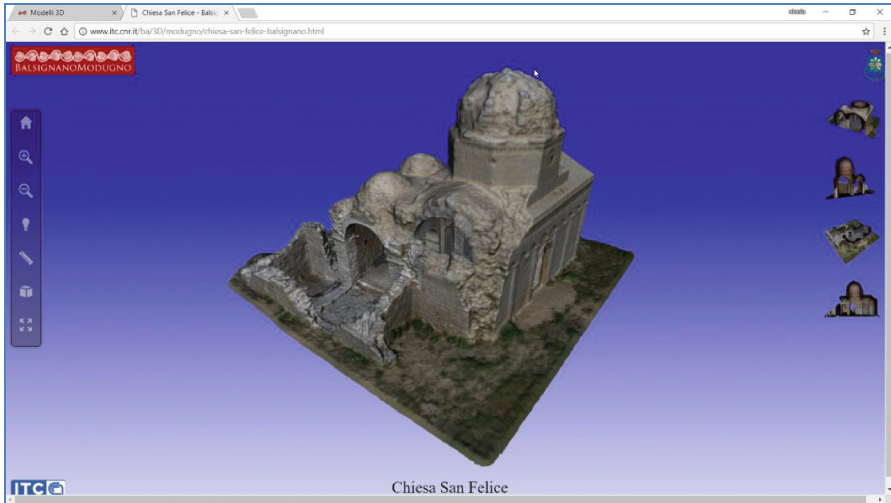 Modelli 3D
Chiesa San Felice - Balsig
www.itc.cnr.it/ba/3D/modugno/chiesa-san-felice-balsignano.html
BALSIGNANOMODUGNO
ITC
Chiesa San Felice